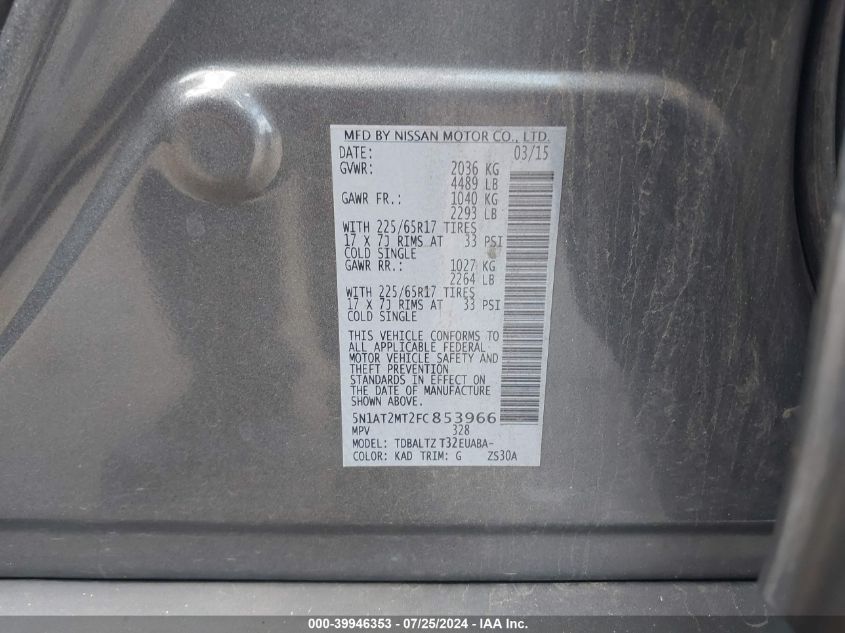 MFD BY NISSAN MOTOR CO., LTD.
DATE: 03/15
GVWR: 2036 KG
4489 LB
GAWR FR.: 1040 KG
2293 LB
WITH 225/65R17 TIRES
17 X 7J RIMS AT 33 PSI
COLD SINGLE
GAWR RR.: 1027 KG
2264 LB
WITH 225/65R17 TIRES
17 X 7J RIMS AT 33 PSI
COLD SINGLE
THIS VEHICLE CONFORMS TO
ALL APPLICABLE FEDERAL
MOTOR VEHICLE SAFETY AND
THEFT PREVENTION
STANDARDS IN EFFECT ON
THE DATE OF MANUFACTURE
SHOWN ABOVE.
5N1AT2MT2FC853966
MPV 328
MODEL: TDBALTZ T32EUABA-
COLOR: KAD TRIM: G ZS30A
000-39946353 - 07/25/2024 - IAAI.com